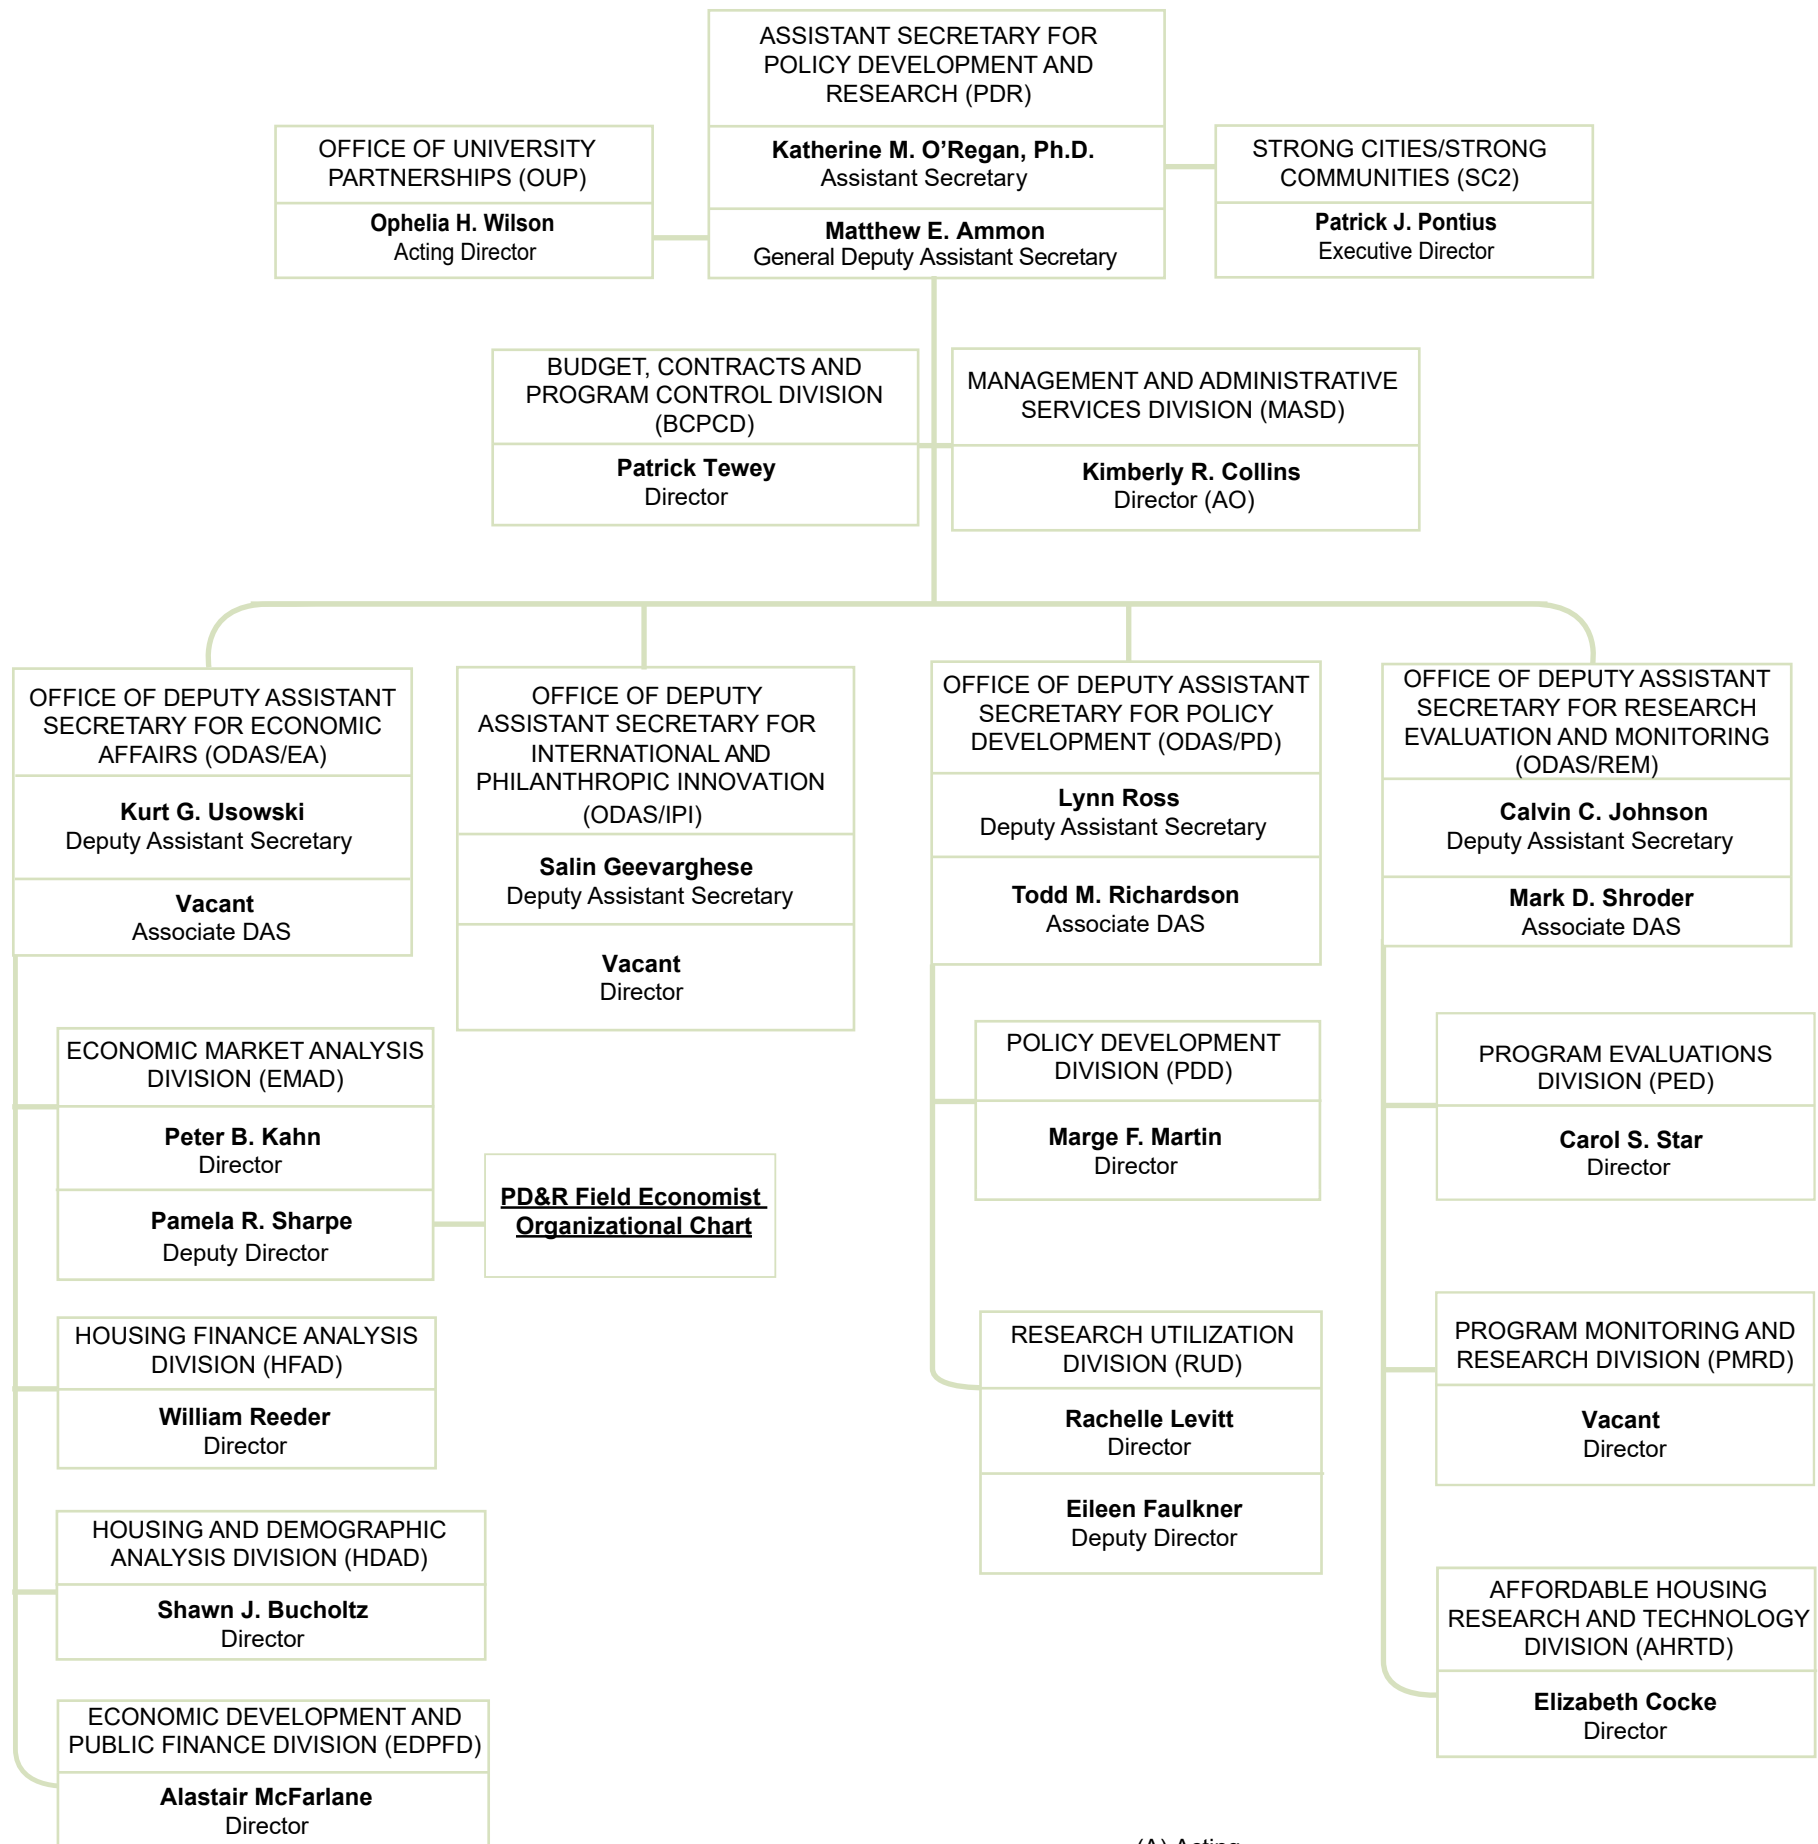 ASSISTANT SECRETARY FOR
POLICY DEVELOPMENT AND
RESEARCH (PDR)
Katherine M. O’Regan, Ph.D.
Assistant Secretary
Matthew E. Ammon
General Deputy Assistant Secretary
OFFICE OF UNIVERSITY
PARTNERSHIPS (OUP)
Ophelia H. Wilson
Acting Director
STRONG CITIES/STRONG
COMMUNITIES (SC2)
Patrick J. Pontius
Executive Director
BUDGET, CONTRACTS AND
PROGRAM CONTROL DIVISION
(BCPCD)
Patrick Tewey
Director
MANAGEMENT AND ADMINISTRATIVE
SERVICES DIVISION (MASD)
Kimberly R. Collins
Director (AO)
OFFICE OF DEPUTY ASSISTANT
SECRETARY FOR ECONOMIC
AFFAIRS (ODAS/EA)
Kurt G. Usowski
Deputy Assistant Secretary
Vacant
Associate DAS
ECONOMIC MARKET ANALYSIS
DIVISION (EMAD)
Peter B. Kahn
Director
Pamela R. Sharpe
Deputy Director
PD&R Field Economist
Organizational Chart
HOUSING FINANCE ANALYSIS
DIVISION (HFAD)
William Reeder
Director
HOUSING AND DEMOGRAPHIC
ANALYSIS DIVISION (HDAD)
Shawn J. Bucholtz
Director
ECONOMIC DEVELOPMENT AND
PUBLIC FINANCE DIVISION (EDPFD)
Alastair McFarlane
Director
OFFICE OF DEPUTY
ASSISTANT SECRETARY FOR
INTERNATIONAL AND
PHILANTHROPIC INNOVATION
(ODAS/IPI)
Salin Geevarghese
Deputy Assistant Secretary
Vacant
Director
OFFICE OF DEPUTY ASSISTANT
SECRETARY FOR POLICY
DEVELOPMENT (ODAS/PD)
Lynn Ross
Deputy Assistant Secretary
Todd M. Richardson
Associate DAS
POLICY DEVELOPMENT
DIVISION (PDD)
Marge F. Martin
Director
RESEARCH UTILIZATION
DIVISION (RUD)
Rachelle Levitt
Director
Eileen Faulkner
Deputy Director
OFFICE OF DEPUTY ASSISTANT
SECRETARY FOR RESEARCH
EVALUATION AND MONITORING
(ODAS/REM)
Calvin C. Johnson
Deputy Assistant Secretary
Mark D. Shroder
Associate DAS
PROGRAM EVALUATIONS
DIVISION (PED)
Carol S. Star
Director
PROGRAM MONITORING AND
RESEARCH DIVISION (PMRD)
Vacant
Director
AFFORDABLE HOUSING
RESEARCH AND TECHNOLOGY
DIVISION (AHRTD)
Elizabeth Cocke
Director
(A) Acting